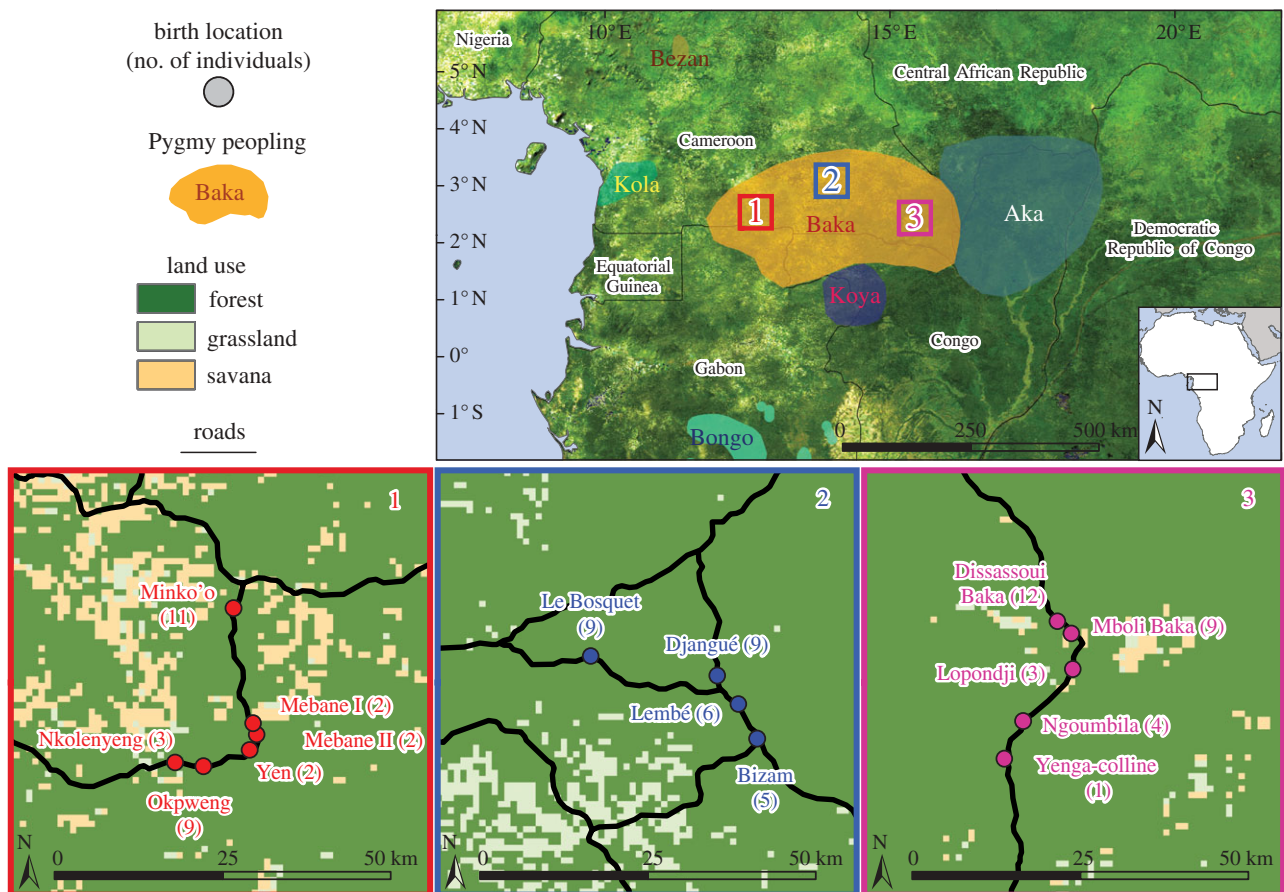 birth location
(no. of individuals)
Pygmy peopling
Baka
land use
forest
grassland
savana
roads
10°E
15°E
20°E
Nigeria
Bezan
5°N
Central African Republic
4°N
Cameroon
Kola
3°N
1
2
3
Baka
Aka
2°N
Democratic
Republic of Congo
Equatorial
Guinea
1°N
Koya
0°
Gabon
Congo
1°S
Bongo
0
250
500 km
N
1
Minko’o
(11)
Mebane I (2)
Mebane II (2)
Nkolenyeng (3)
Yen (2)
Okpweng
(9)
N
0
25
50 km
2
Le Bosquet
(9)
Djangué (9)
Lembé (6)
Bizam
(5)
N
0
25
50 km
3
Dissassoui
Baka (12)
Mboli Baka (9)
Lopondji (3)
Ngoumbila (4)
Yenga-colline
(1)
N
0
25
50 km